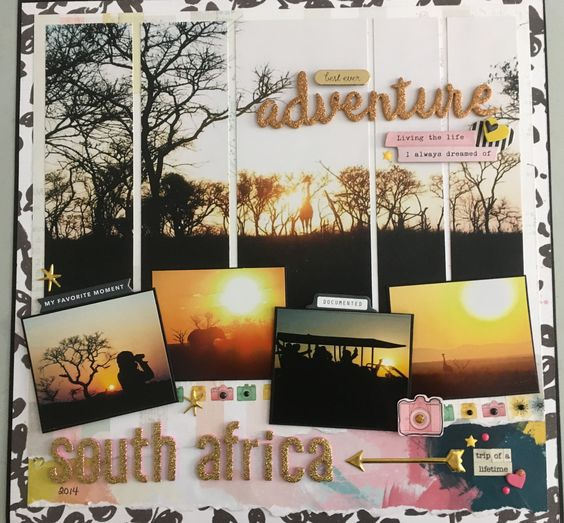 best ever
adventure
Living the life
I always dreamed of
MY FAVORITE MOMENT
DOCUMENTED
south africa
2014
trip of a
lifetime